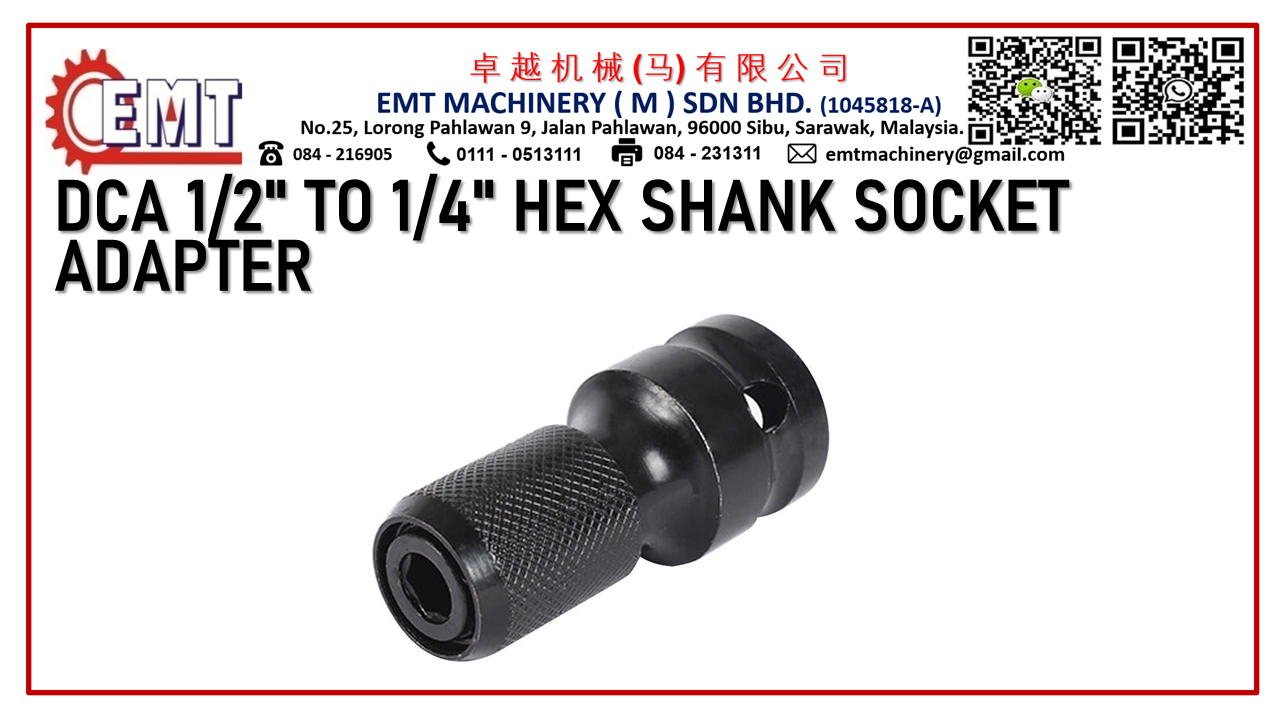 卓越机械(马)有限公司
EMT
EMT MACHINERY ( M ) SDN BHD. (1045818-A)
No.25, Lorong Pahlawan 9, Jalan Pahlawan, 96000 Sibu, Sarawak, Malaysia.
084 - 216905 0111 - 0513111 084 - 231311 emtmachinery@gmail.com
DCA 1/2" TO 1/4" HEX SHANK SOCKET
ADAPTER